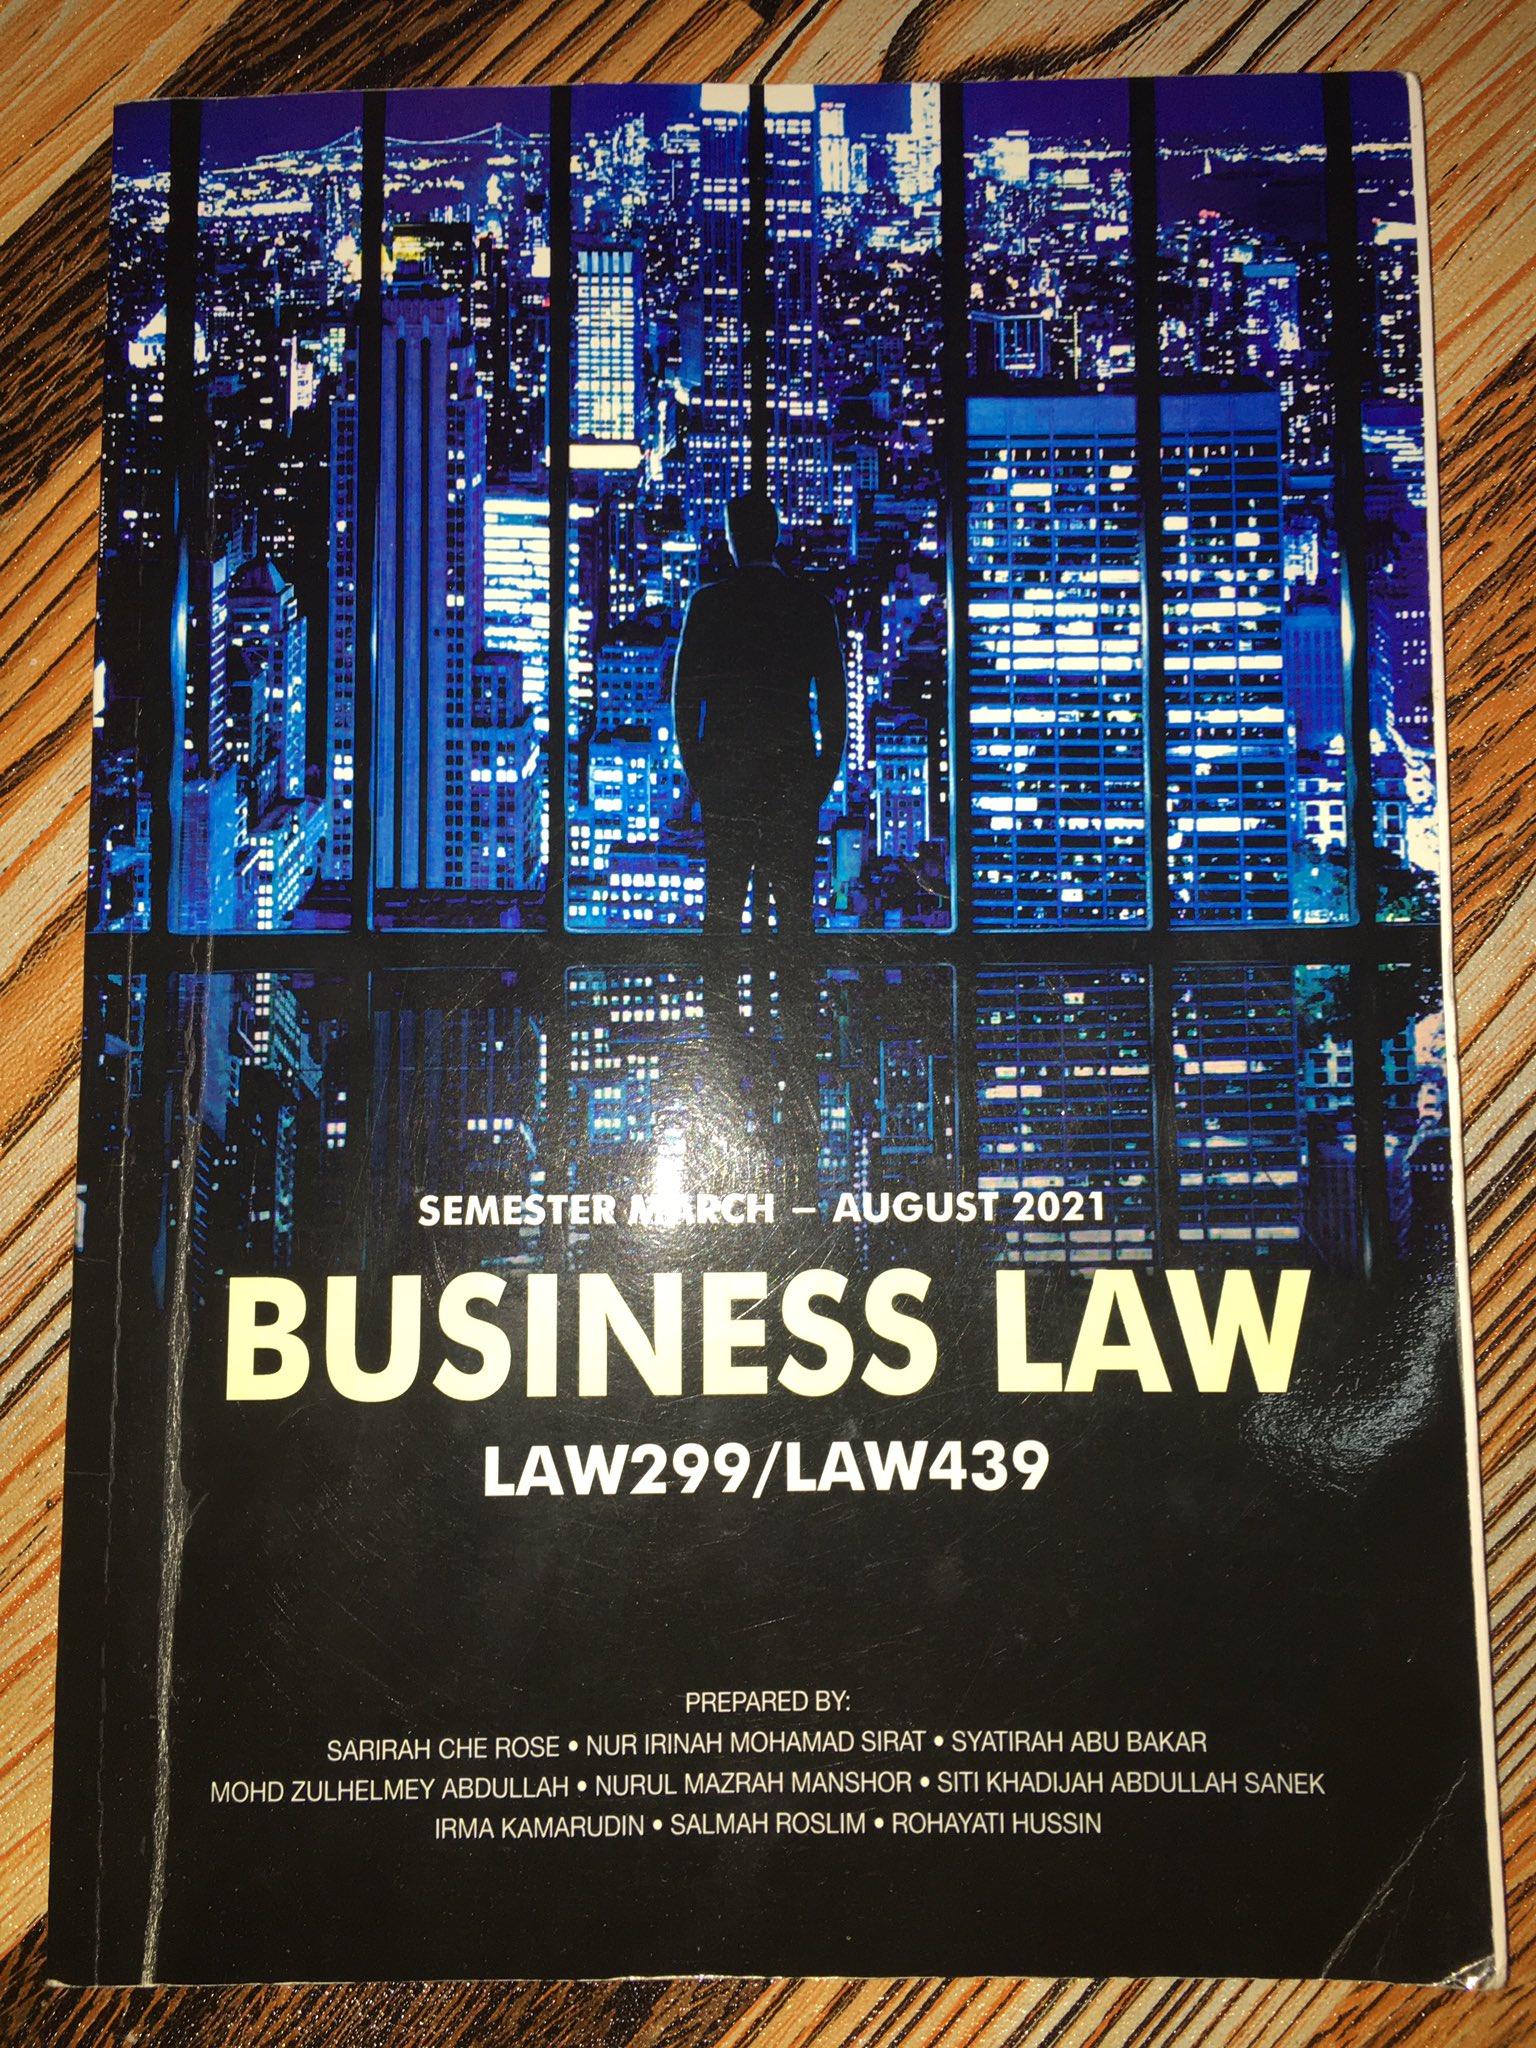 SEMESTER MARCH – AUGUST 2021
BUSINESS LAW
LAW299/LAW439
PREPARED BY:
SARIRAH CHE ROSE • NUR IRINAH MOHAMAD SIRAT • SYATIRAH ABU BAKAR
MOHD ZULHELMEY ABDULLAH • NURUL MAZRAH MANSHOR • SITI KHADIJAH ABDULLAH SANEK
IRMA KAMARUDIN • SALMAH ROSLIM • ROHAYATI HUSSIN